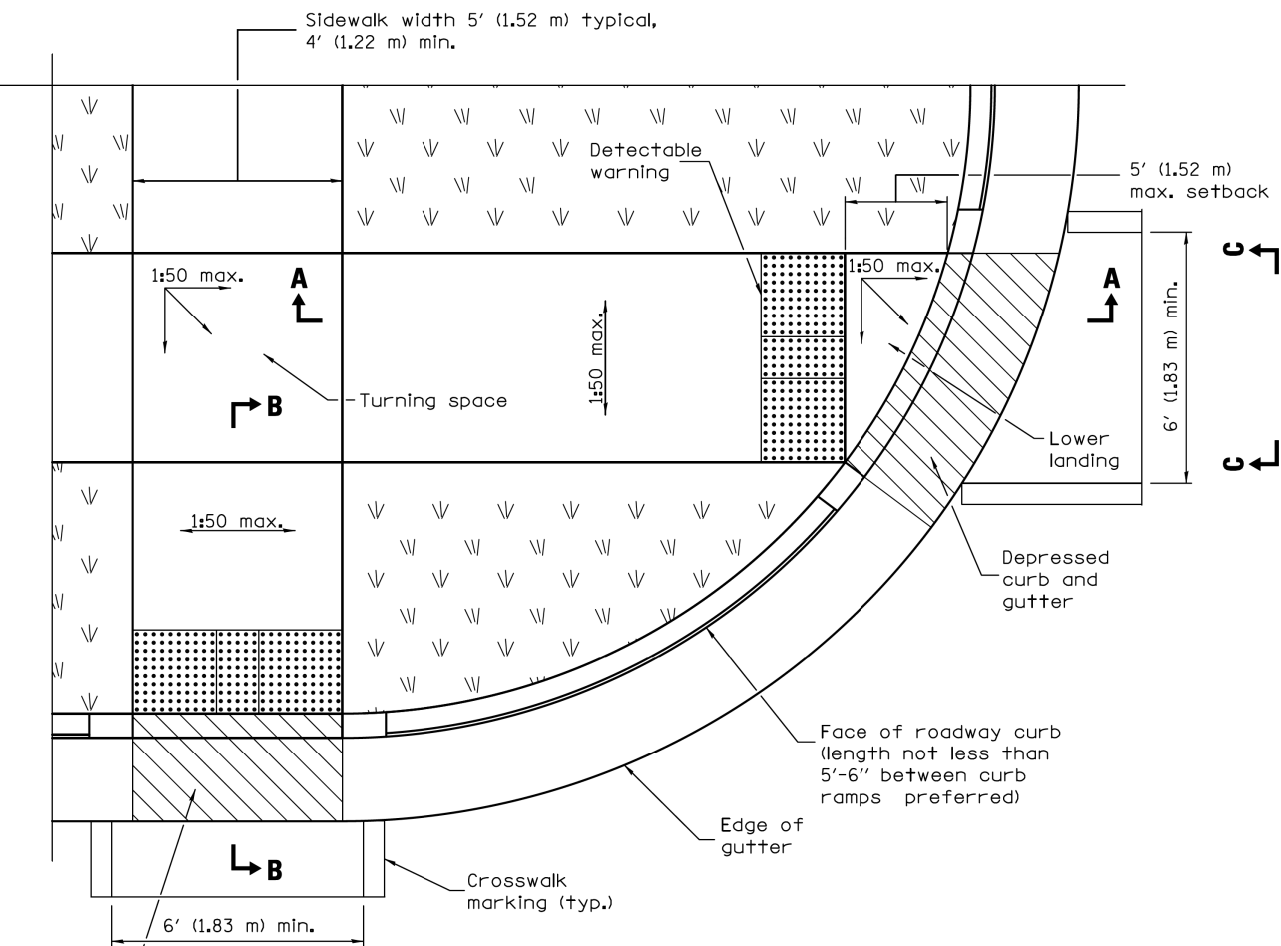 Sidewalk width 5′ (1.52 m) typical,
4′ (1.22 m) min.
Detectable
warning
5′ (1.52 m)
max. setback
1:50 max.
A
1:50 max.
A
C
1:50 max.
6′ (1.83 m) min.
B
Turning space
Lower
landing
C
1:50 max.
Depressed
curb and
gutter
Face of roadway curb
(length not less than
5′-6″ between curb
ramps preferred)
Edge of
gutter
B
Crosswalk
marking (typ.)
6′ (1.83 m) min.